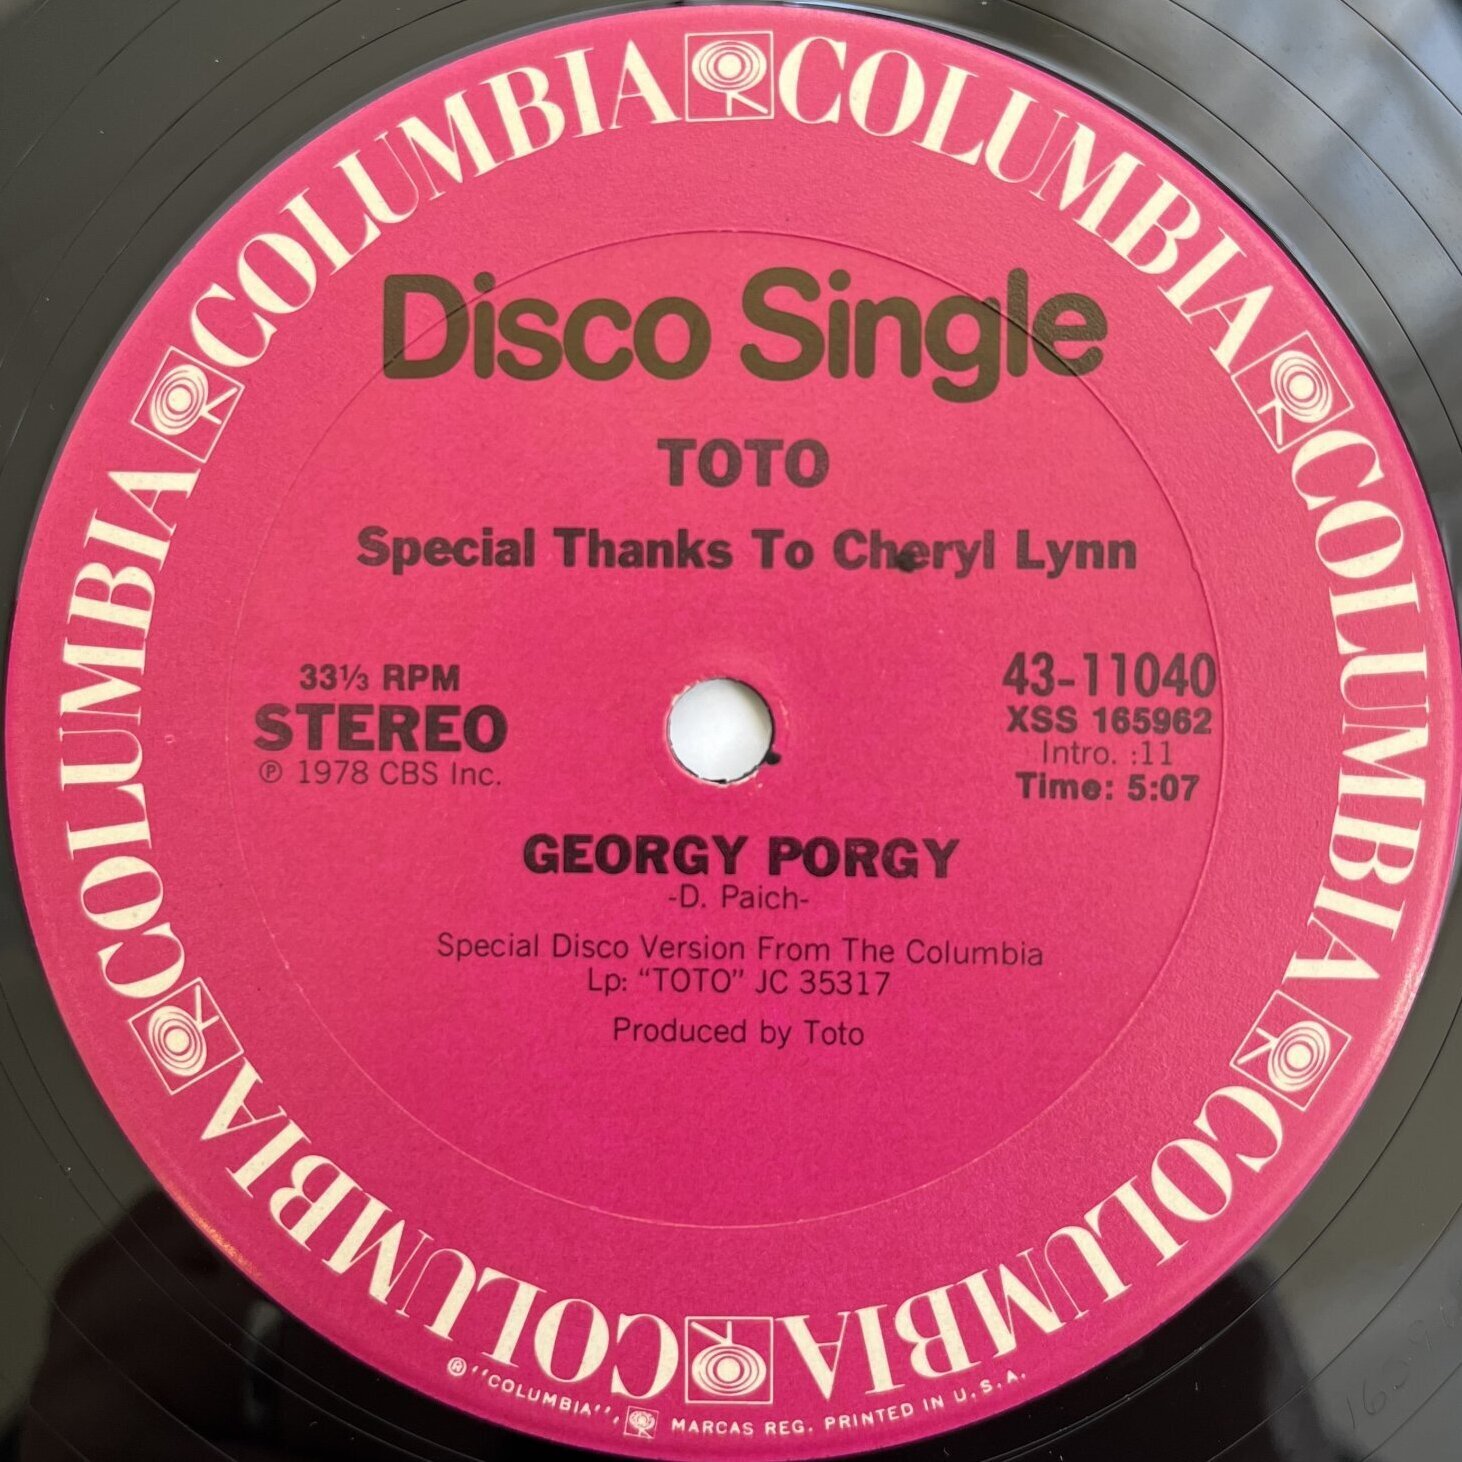 COLUMBIA COLUMBIA COLUMBIA COLUMBIA COLUMBIA COLUMBIA
Disco Single
TOTO
Special Thanks To Cheryl Lynn
33⅓ RPM
STEREO
℗ 1978 CBS Inc.
43-11040
XSS 165962
Intro. :11
Time: 5:07
GEORGY PORGY
-D. Paich-
Special Disco Version From The Columbia
Lp: "TOTO" JC 35317
Produced by Toto
® "COLUMBIA", MARCAS REG. PRINTED IN U.S.A.